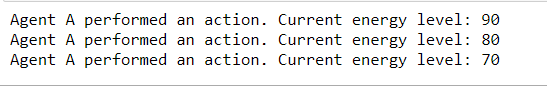 Agent A performed an action. Current energy level: 90
Agent A performed an action. Current energy level: 80
Agent A performed an action. Current energy level: 70